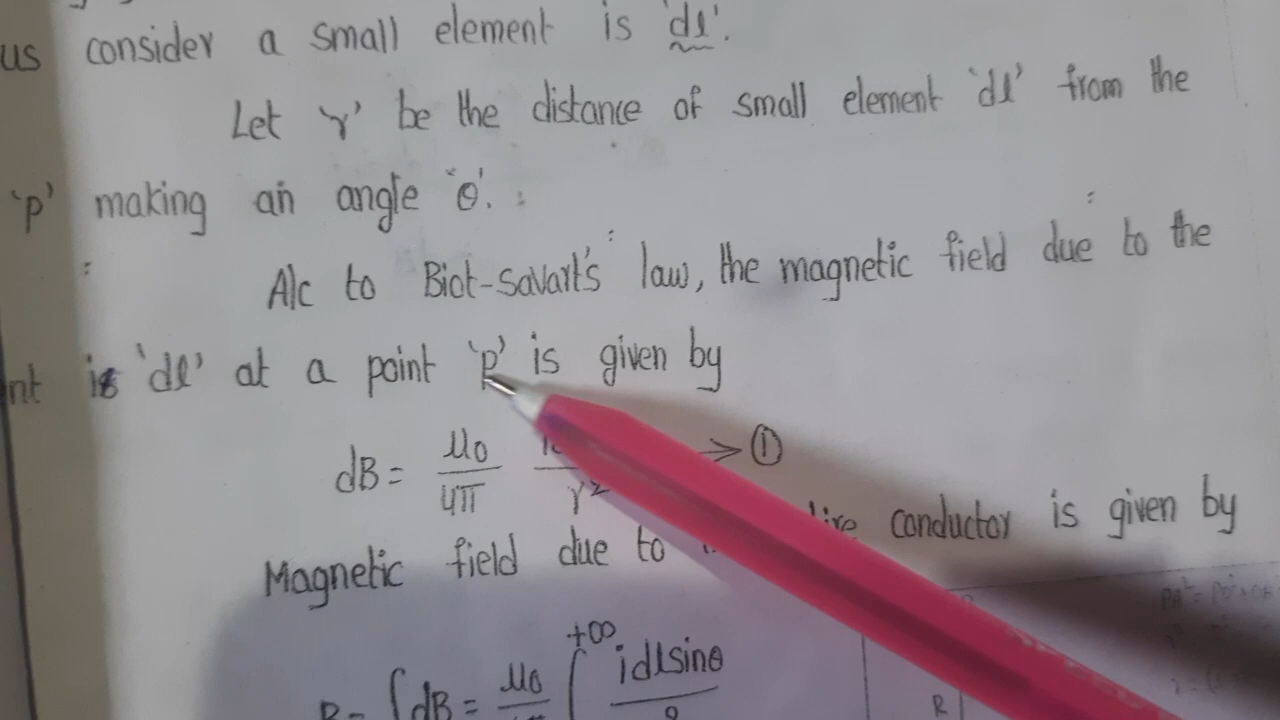 us consider a small element is 'dl'.
Let 'r' be the distance of small element 'dl' from the
'p' making an angle 'θ'.
A/c to Biot-savart's law, the magnetic field due to the
nt is 'dl' at a point 'p' is given by
dB = μ0/4π r² → ①
Magnetic field due to conductor is given by
B = ∫dB = μ0 ∫ +∞ idlsinθ
R